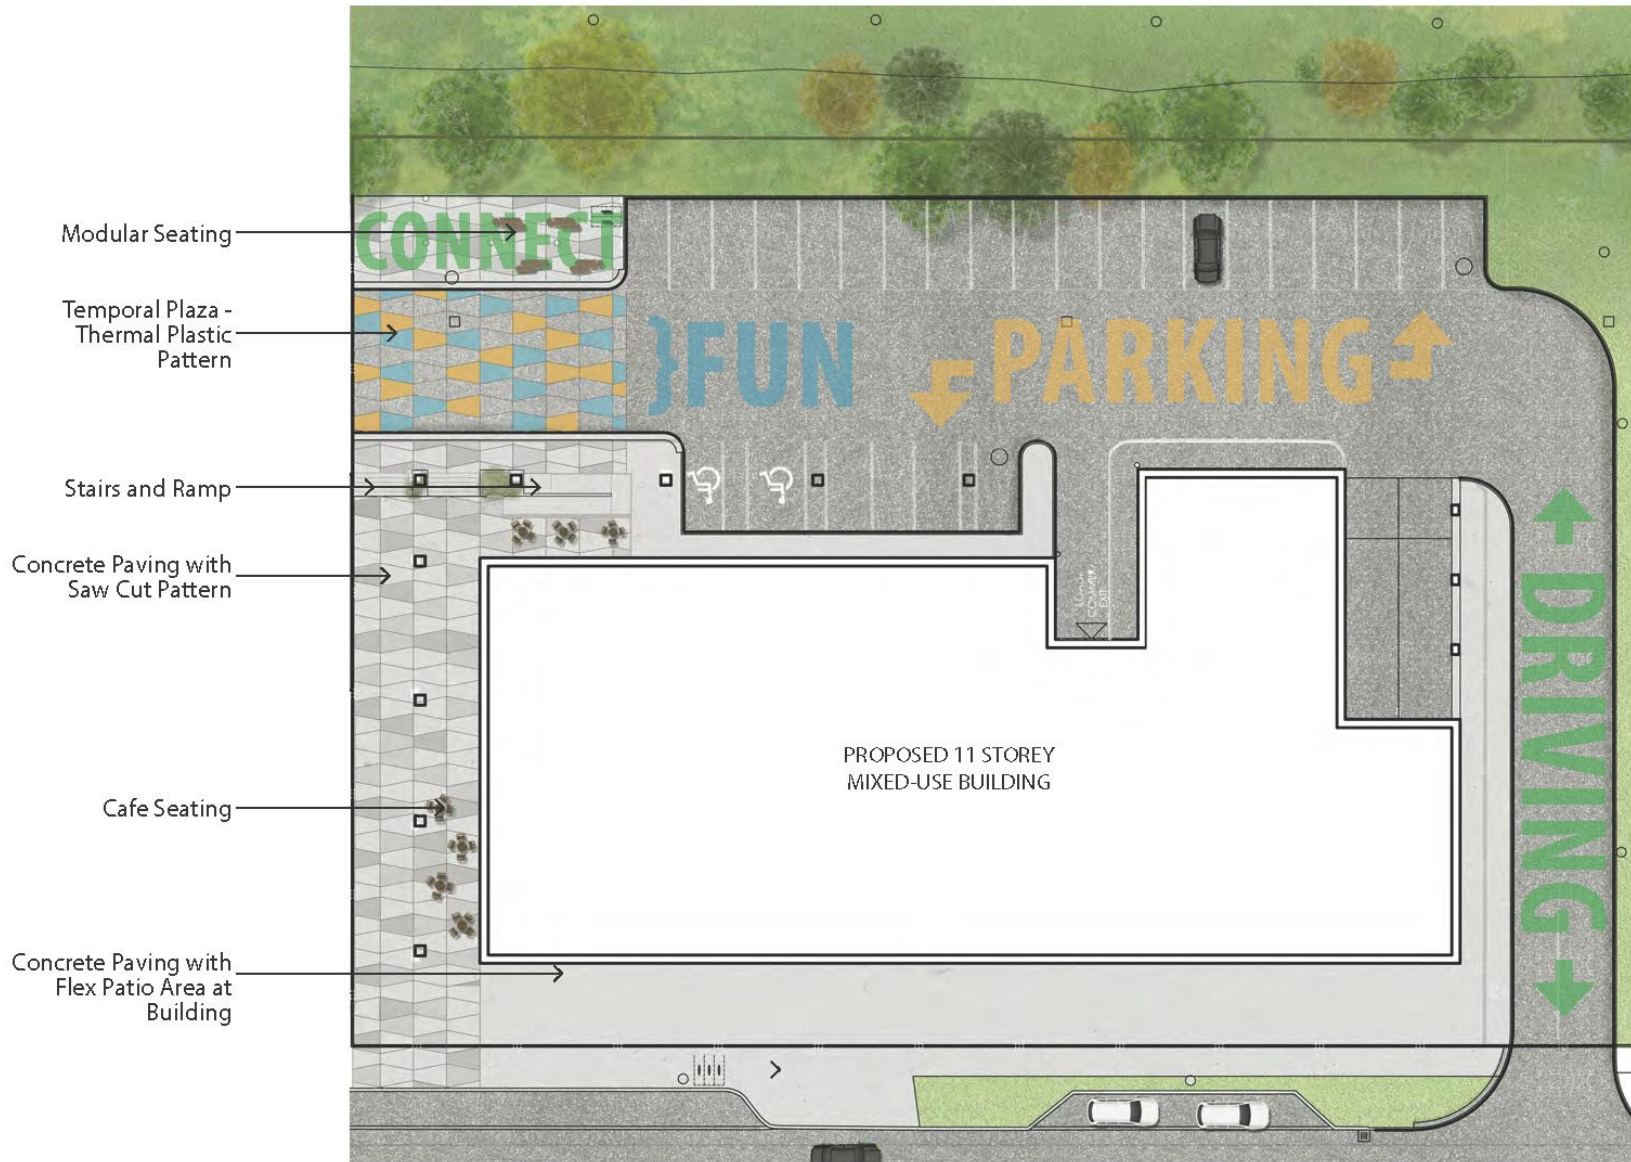 CONNECT
Modular Seating
Temporal Plaza -
Thermal Plastic
Pattern
}FUN
PARKING
Stairs and Ramp
Concrete Paving with
Saw Cut Pattern
DRIVING
PROPOSED 11 STOREY
MIXED-USE BUILDING
Cafe Seating
Concrete Paving with
Flex Patio Area at
Building